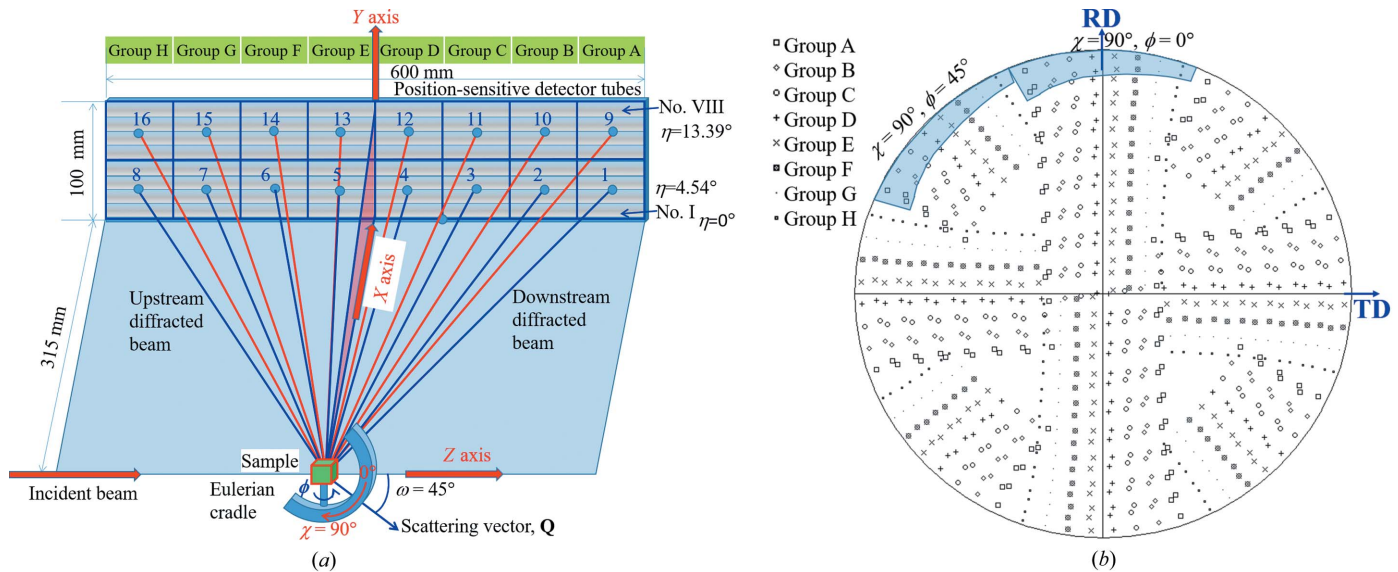 Y axis
Group H Group G Group F Group E Group D Group C Group B Group A
600 mm
Position-sensitive detector tubes
No. VIII
16 15 14 13 12 11 10 9
η=13.39°
100 mm
8 7 6 5 4 3 2 1
η=4.54°
No. I
η=0°
X axis
Upstream
diffracted
beam
Downstream
diffracted
beam
315 mm
Sample
Z axis
0°
Incident beam
Eulerian
cradle
ϕ
ω = 45°
χ = 90°
Scattering vector, Q
(a)
RD
χ = 90°, ϕ = 0°
χ = 90°, ϕ = 45°
Group A
Group B
Group C
Group D
Group E
Group F
Group G
Group H
TD
(b)